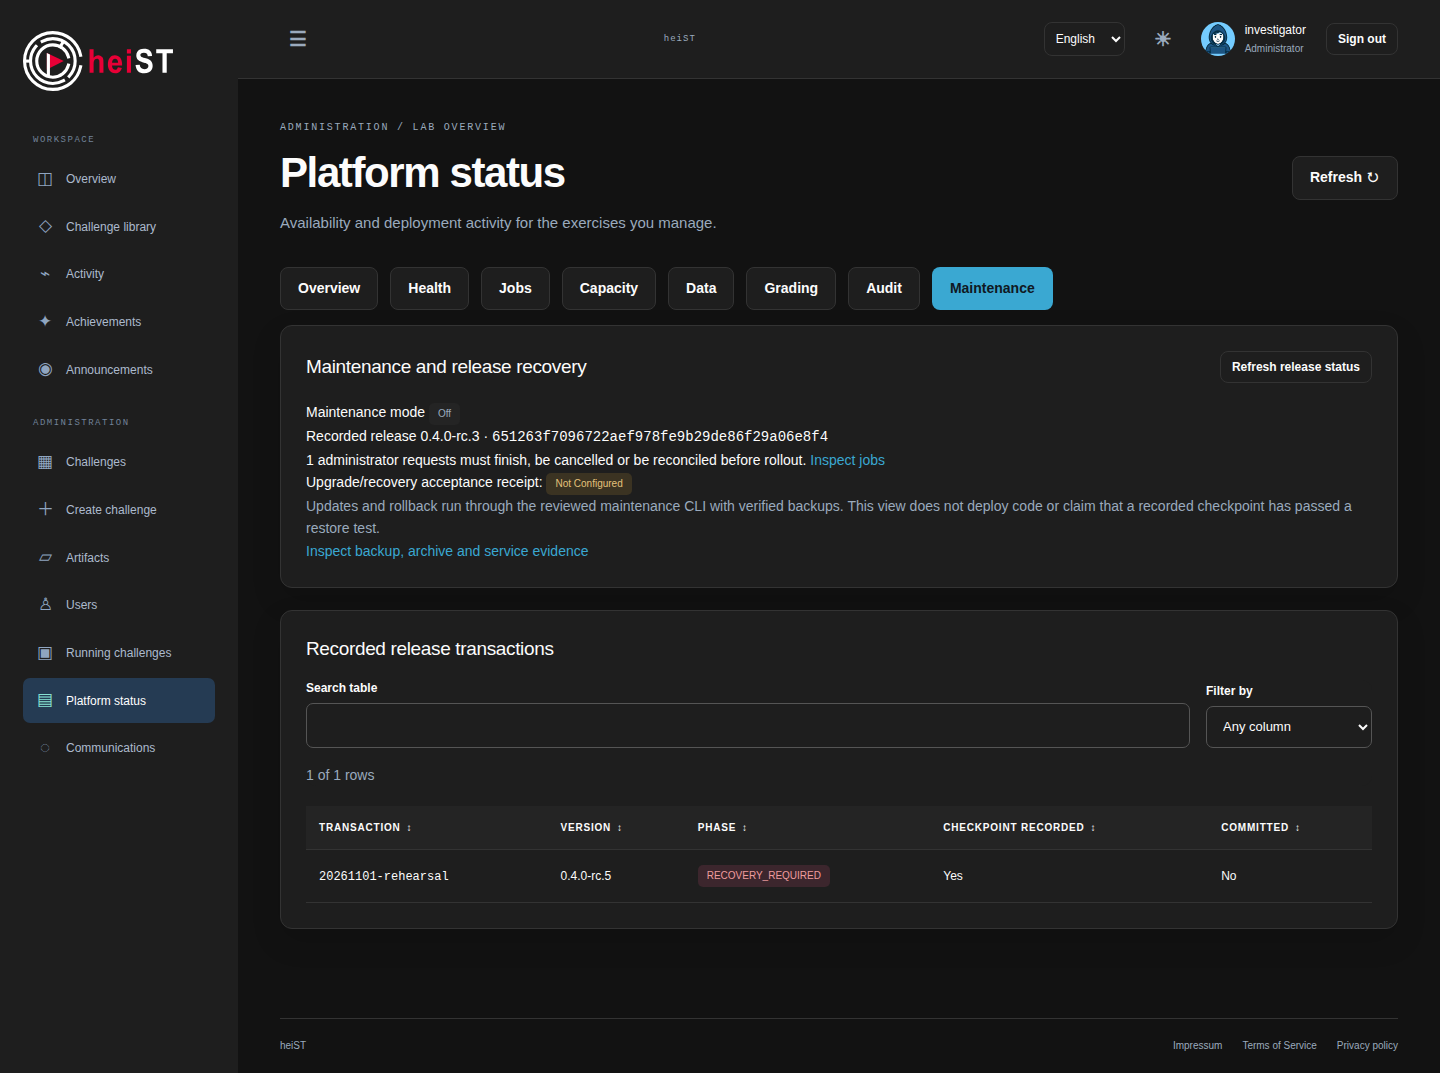 heiST
WORKSPACE
Overview
Challenge library
Activity
Achievements
Announcements
ADMINISTRATION
Challenges
Create challenge
Artifacts
Users
Running challenges
Platform status
Communications
heiST
English
investigator
Administrator
Sign out
ADMINISTRATION / LAB OVERVIEW
Platform status
Refresh ↻
Availability and deployment activity for the exercises you manage.
Overview Health Jobs Capacity Data Grading Audit Maintenance
Maintenance and release recovery
Refresh release status
Maintenance mode Off
Recorded release 0.4.0-rc.3 · 651263f7096722aef978fe9b29de86f29a06e8f4
1 administrator requests must finish, be cancelled or be reconciled before rollout. Inspect jobs
Upgrade/recovery acceptance receipt: Not Configured
Updates and rollback run through the reviewed maintenance CLI with verified backups. This view does not deploy code or claim that a recorded checkpoint has passed a
restore test.
Inspect backup, archive and service evidence
Recorded release transactions
Search table
Filter by
Any column
1 of 1 rows
TRANSACTION ↕ VERSION ↕ PHASE ↕ CHECKPOINT RECORDED ↕ COMMITTED ↕
20261101-rehearsal 0.4.0-rc.5 RECOVERY_REQUIRED Yes No
heiST
Impressum Terms of Service Privacy policy